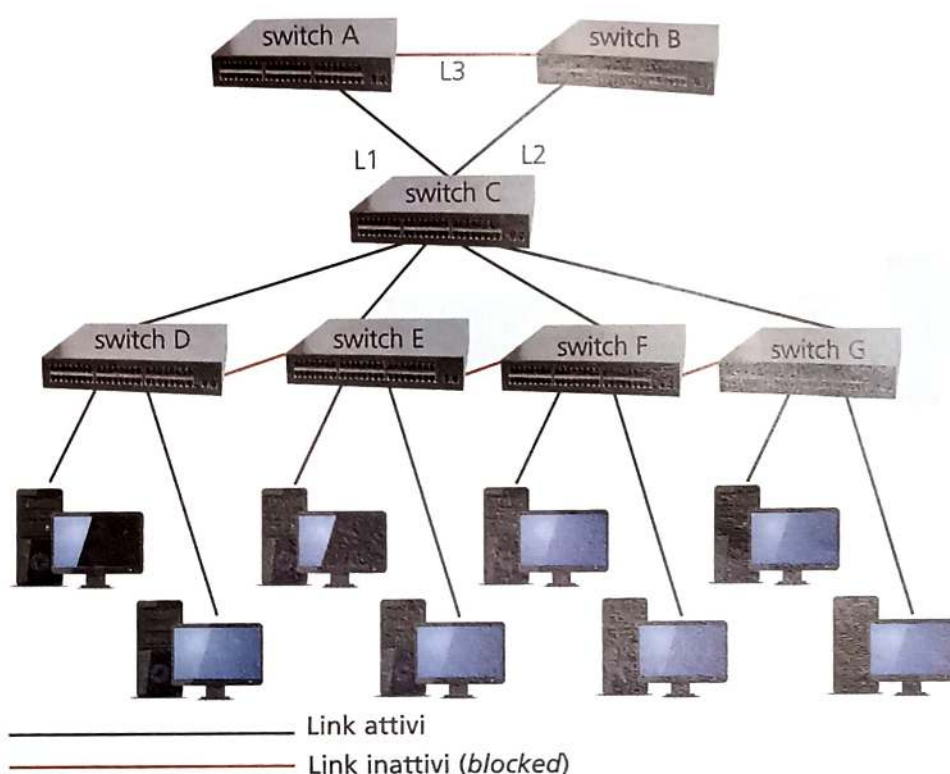 switch A
switch B
L3
L1
L2
switch C
switch D
switch E
switch F
switch G
Link attivi
Link inattivi (blocked)